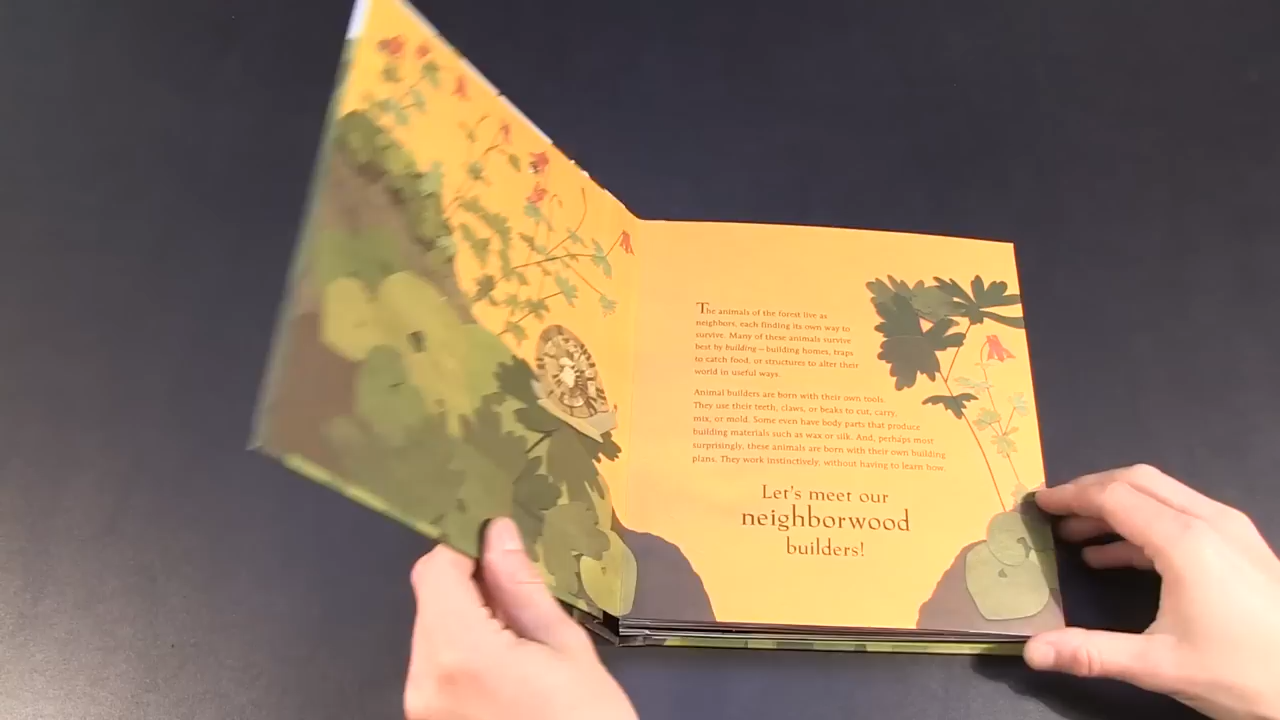 The animals of the forest live as
neighbors, each finding its own way to
survive. Many of these animals survive
best by building—building homes, traps
to catch food, or structures to alter their
world in useful ways.
Animal builders are born with their own tools.
They use their teeth, claws, or beaks to cut, carry,
mix, or mold. Some even have body parts that produce
building materials such as wax or silk. And, perhaps most
surprisingly, these animals are born with their own building
plans. They work instinctively, without having to learn how.
Let's meet our
neighborwood
builders!